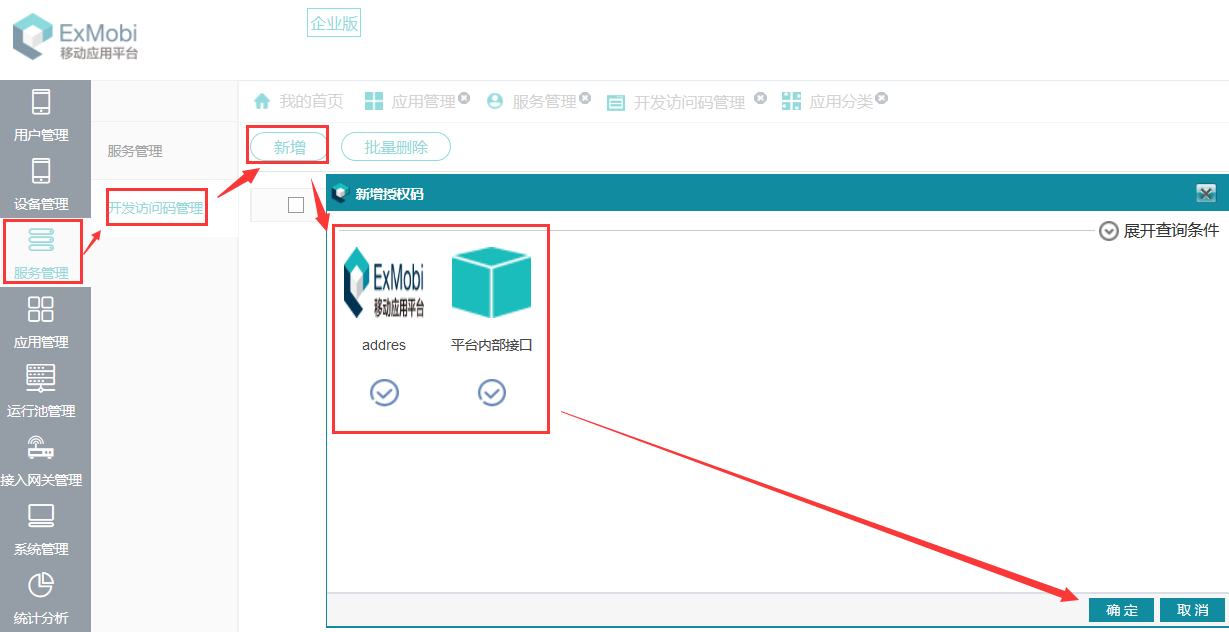 ExMobi
移动应用平台
企业版
用户管理
设备管理
服务管理
应用管理
运行池管理
接入网关管理
系统管理
统计分析
服务管理
开发访问码管理
我的首页 应用管理 服务管理 开发访问码管理 应用分类
新增 批量删除
新增授权码
展开查询条件
ExMobi
移动应用平台
addres 平台内部接口
确定 取消